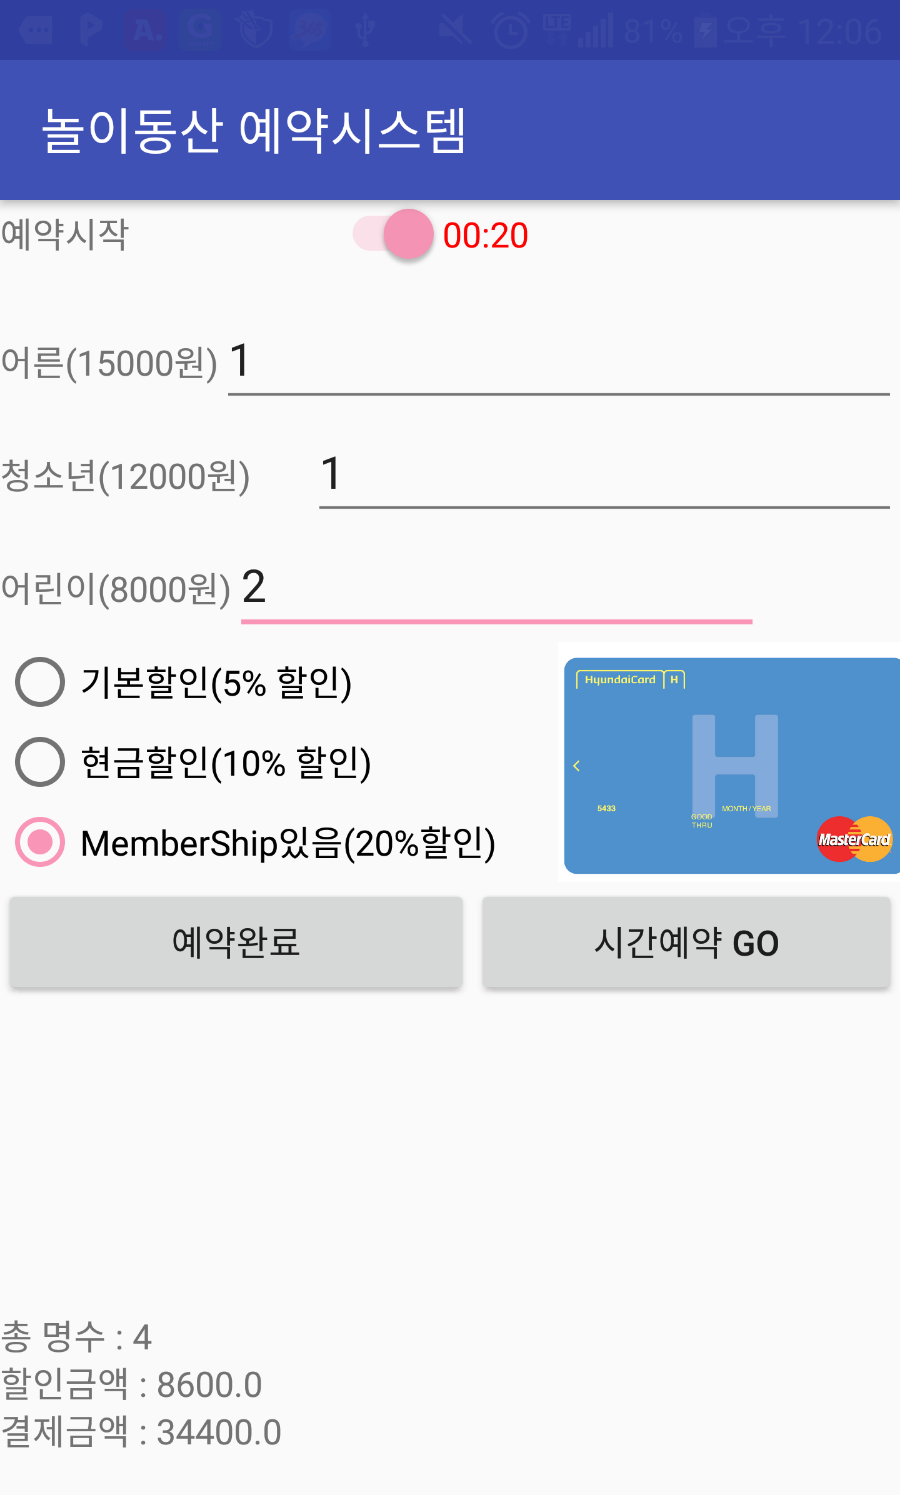 81% 오후 12:06
놀이동산 예약시스템
예약시작 00:20
어른(15000원) 1
청소년(12000원) 1
어린이(8000원) 2
기본할인(5% 할인)
현금할인(10% 할인)
MemberShip있음(20%할인)
HyundaiCard H
H
5433 MONTH / YEAR
GOOD
THRU
MasterCard
예약완료 시간예약 GO
총 명수 : 4
할인금액 : 8600.0
결제금액 : 34400.0